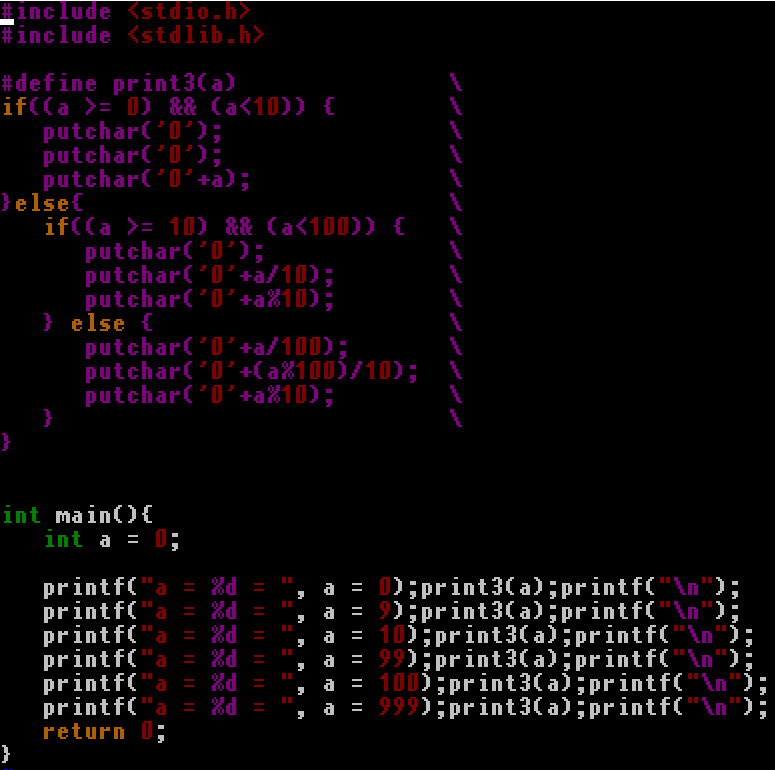 #include <stdio.h>
#include <stdlib.h>

#define print3(a)               \
if((a >= 0) && (a<10)) {        \
   putchar('0');                \
   putchar('0');                \
   putchar('0'+a);              \
}else{                          \
   if((a >= 10) && (a<100)) {   \
      putchar('0');             \
      putchar('0'+a/10);        \
      putchar('0'+a%10);        \
   } else {                     \
      putchar('0'+a/100);       \
      putchar('0'+(a%100)/10);  \
      putchar('0'+a%10);        \
   }                            \
}


int main(){
   int a = 0;

   printf("a = %d = ", a = 0);print3(a);printf("\n");
   printf("a = %d = ", a = 9);print3(a);printf("\n");
   printf("a = %d = ", a = 10);print3(a);printf("\n");
   printf("a = %d = ", a = 99);print3(a);printf("\n");
   printf("a = %d = ", a = 100);print3(a);printf("\n");
   printf("a = %d = ", a = 999);print3(a);printf("\n");
   return 0;
}